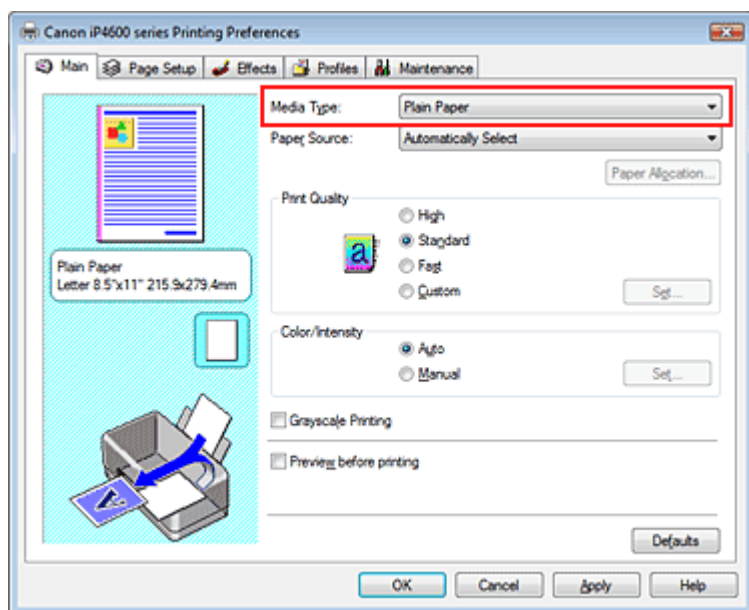 Canon iP4600 series Printing Preferences
Main Page Setup Effects Profiles Maintenance
Media Type: Plain Paper
Paper Source: Automatically Select
Paper Allocation...
Print Quality
High
a Standard
Fast
Custom Set...
Plain Paper
Letter 8.5"x11" 215.9x279.4mm
Color/Intensity
Auto
Manual Set...
Grayscale Printing
Preview before printing
A
Defaults
OK Cancel Apply Help